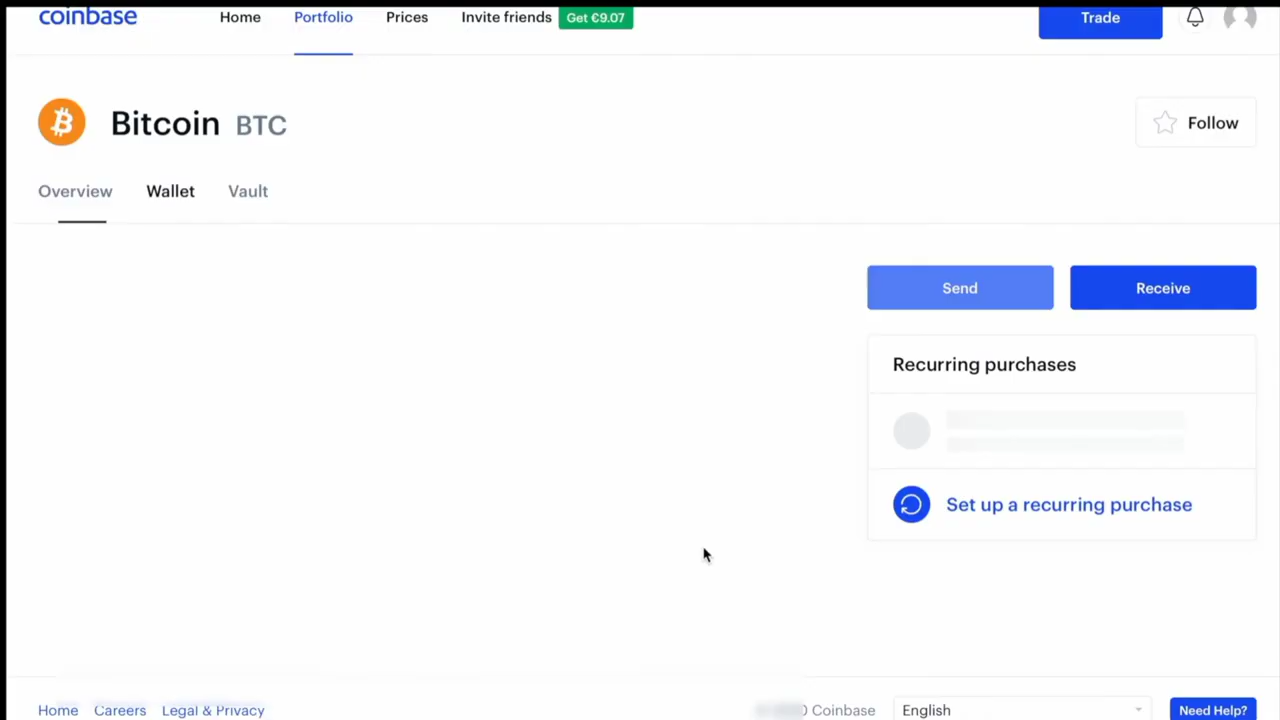 coinbase Home Portfolio Prices Invite friends Get €9.07 Trade
Bitcoin BTC Follow
Overview Wallet Vault
Send Receive
Recurring purchases
Set up a recurring purchase
Home Careers Legal & Privacy Coinbase English Need Help?